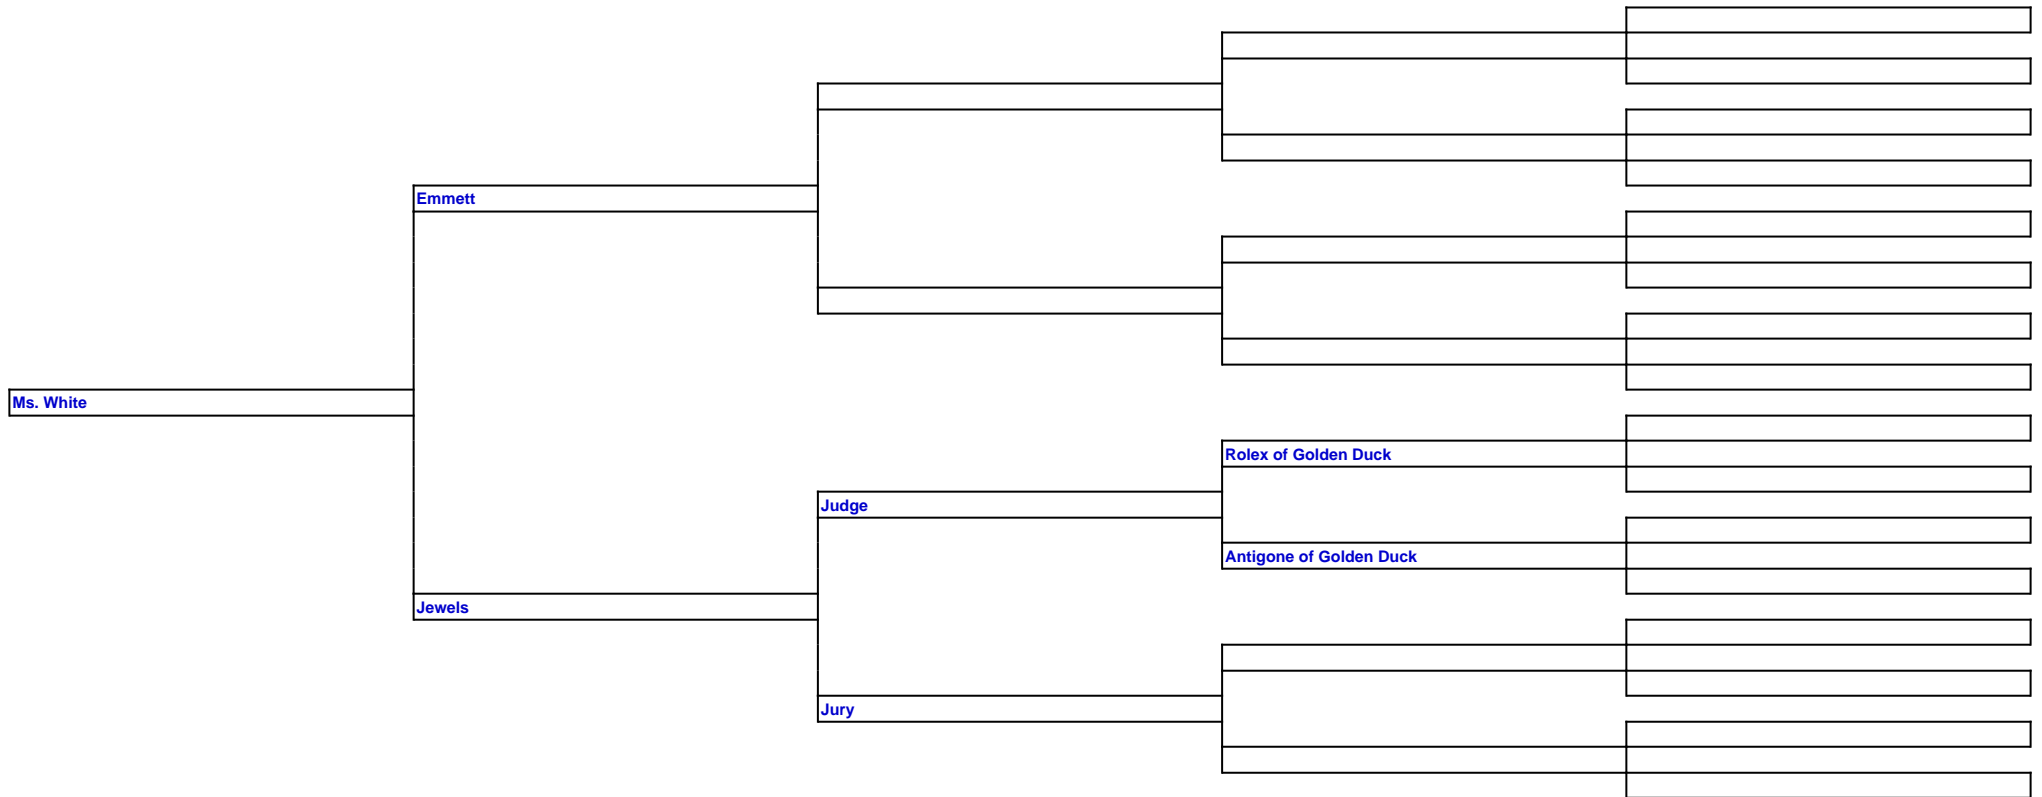 Emmett
Ms. White
Rolex of Golden Duck
Judge
Antigone of Golden Duck
Jewels
Jury